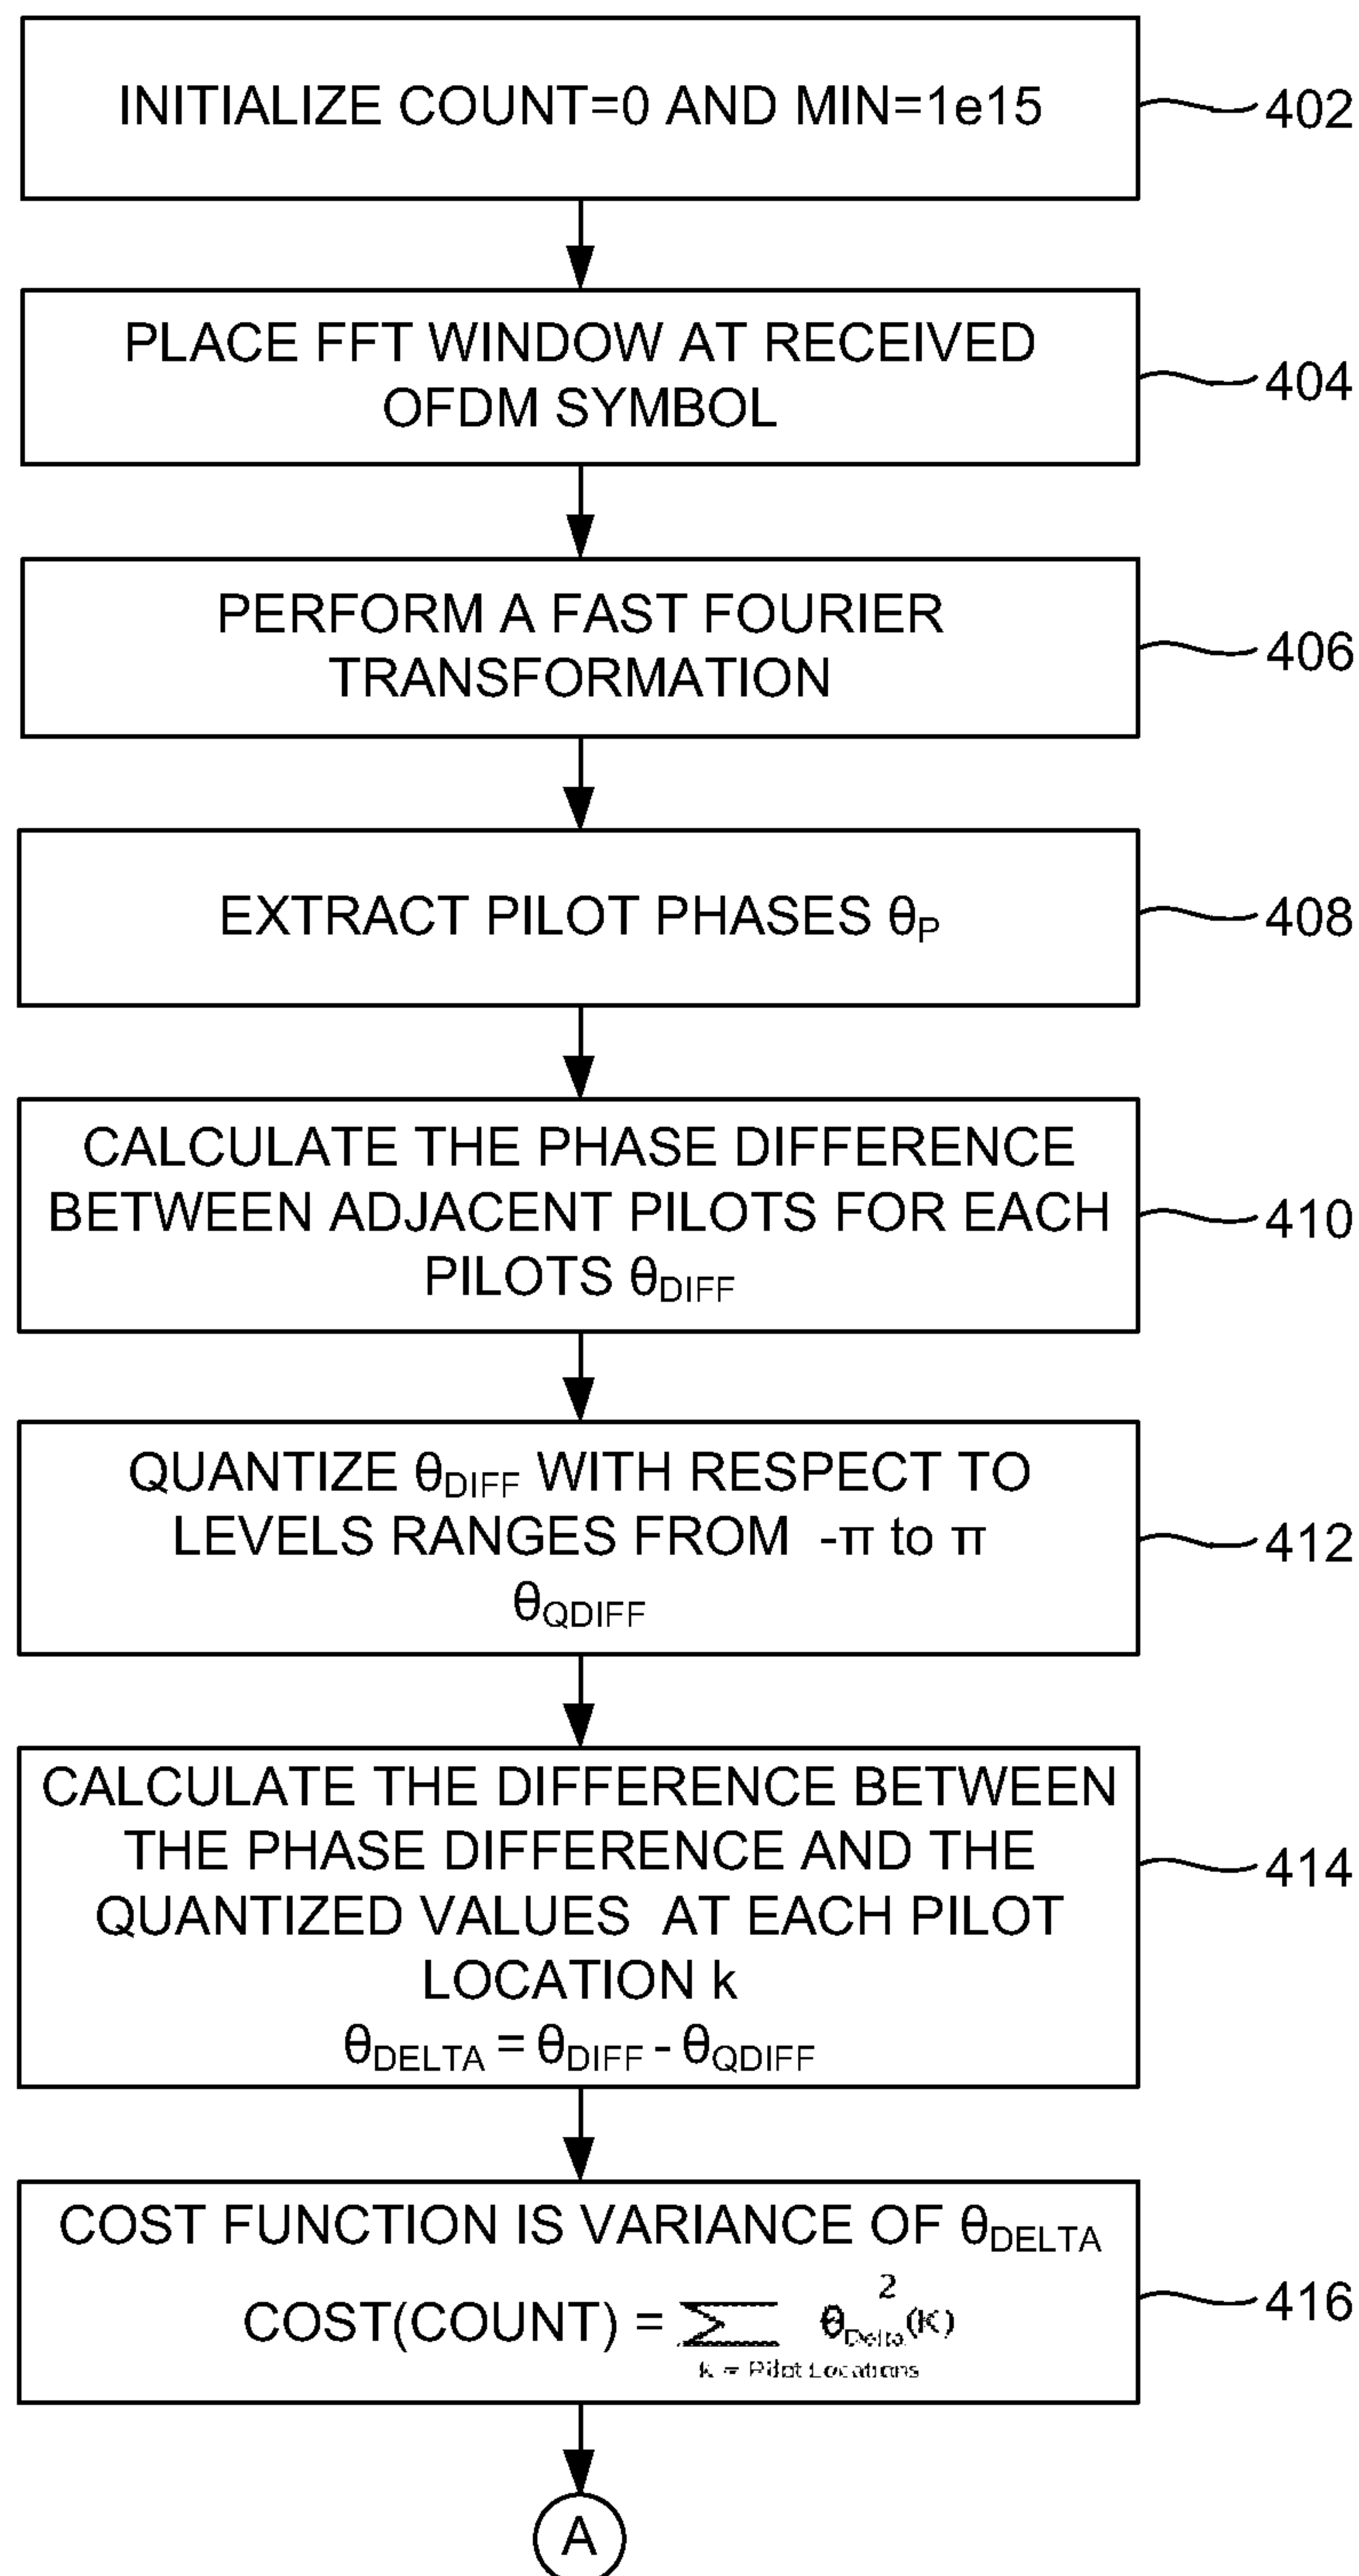 INITIALIZE COUNT=0 AND MIN=1e15
402
PLACE FFT WINDOW AT RECEIVED
OFDM SYMBOL
404
PERFORM A FAST FOURIER
TRANSFORMATION
406
EXTRACT PILOT PHASES θP
408
CALCULATE THE PHASE DIFFERENCE
BETWEEN ADJACENT PILOTS FOR EACH
PILOTS θDIFF
410
QUANTIZE θDIFF WITH RESPECT TO
LEVELS RANGES FROM -π to π
θQDIFF
412
CALCULATE THE DIFFERENCE BETWEEN
THE PHASE DIFFERENCE AND THE
QUANTIZED VALUES AT EACH PILOT
LOCATION k
θDELTA = θDIFF - θQDIFF
414
COST FUNCTION IS VARIANCE OF θDELTA
COST(COUNT) = ∑ θ²Delta(K)
k = Pilot Locations
416
A